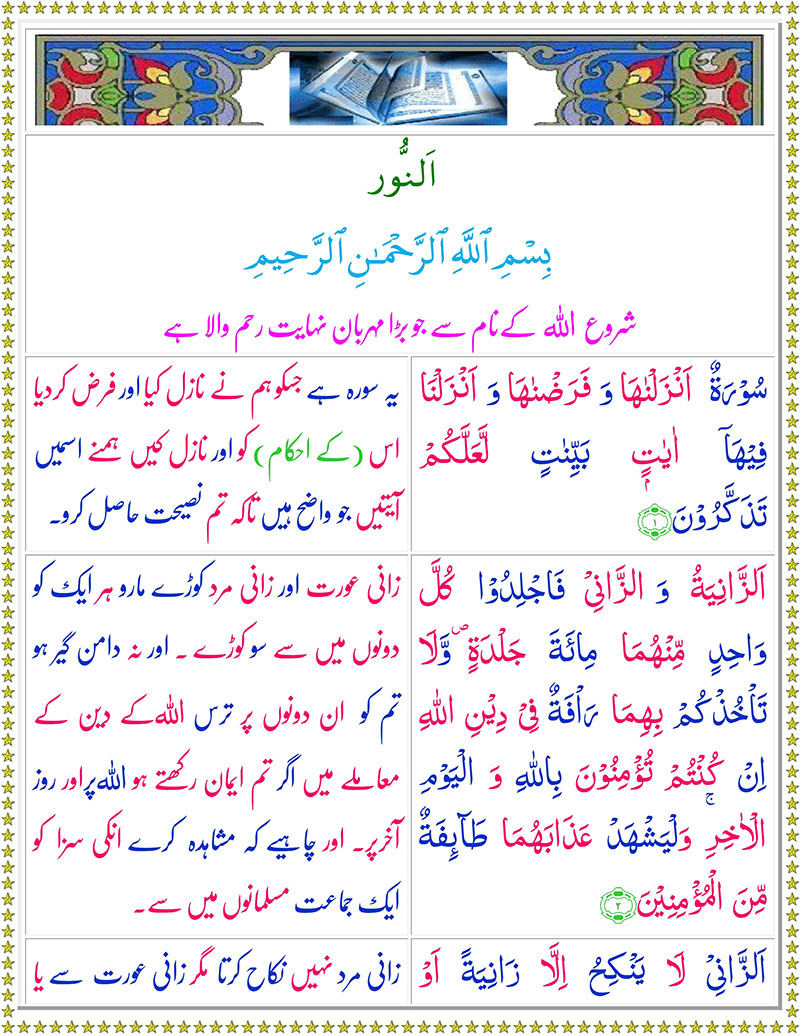 اَلنُّور
بِسْمِ ٱللَّهِ ٱلرَّحْمَـٰنِ ٱلرَّحِيمِ
شروع اللہ کے نام سے جو بڑا مہربان نہایت رحم والا ہے
سُوْرَةٌ اَنْزَلْنٰهَا وَ فَرَضْنٰهَا وَ اَنْزَلْنَا
فِيْهَاۤ اٰيٰتٍۭ بَيِّنٰتٍ لَّعَلَّكُمْ
تَذَكَّرُوْنَ ﴿۱﴾
یہ سورہ ہے جسکو ہم نے نازل کیا اور فرض کردیا
اس (کے احکام) کو اور نازل کیں ہمنے اسمیں
آیتیں جو واضح ہیں تاکہ تم نصیحت حاصل کرو۔
اَلزَّانِيَةُ وَ الزَّانِىْ فَاجْلِدُوْا كُلَّ
وَاحِدٍ مِّنْهُمَا مِائَةَ جَلْدَةٍ ۖ وَّلَا
تَاْخُذْكُمْ بِهِمَا رَاْفَةٌ فِىْ دِيْنِ اللّٰهِ
اِنْ كُنْتُمْ تُؤْمِنُوْنَ بِاللّٰهِ وَ الْيَوْمِ
الْاٰخِرِ ۚ وَلْيَشْهَدْ عَذَابَهُمَا طَآٮِٕفَةٌ
مِّنَ الْمُؤْمِنِيْنَ ﴿۲﴾
زانی عورت اور زانی مرد کوڑے مارو ہر ایک کو
دونوں میں سے سو کوڑے ۔ اور نہ دامن گیر ہو
تم کو ان دونوں پر ترس اللہ کے دین کے
معاملے میں اگر تم ایمان رکھتے ہو اللہ پر اور روز
آخر پر۔ اور چاہیے کہ مشاہدہ کرے انکی سزا کو
ایک جماعت مسلمانوں میں سے۔
اَلزَّانِىْ لَا يَنْكِحُ اِلَّا زَانِيَةً اَوْ
زانی مرد نہیں نکاح کرتا مگر زانی عورت سے یا